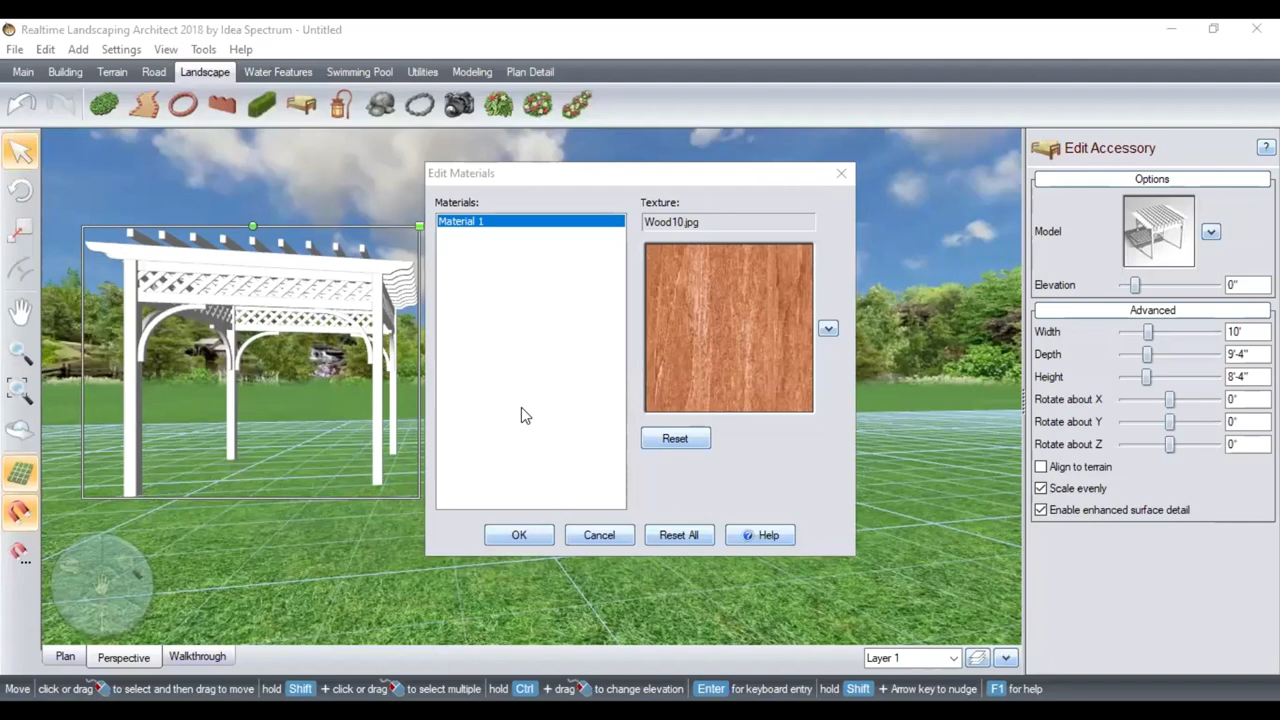 Realtime Landscaping Architect 2018 by Idea Spectrum - Untitled
File Edit Add Settings View Tools Help
Main Building Terrain Road Landscape Water Features Swimming Pool Utilities Modeling Plan Detail
Edit Materials
Materials:
Material 1
Texture:
Wood10.jpg
Reset
OK Cancel Reset All ? Help
Edit Accessory ?
Options
Model
Elevation 0"
Advanced
Width 10'
Depth 9'-4"
Height 8'-4"
Rotate about X 0°
Rotate about Y 0°
Rotate about Z 0°
Align to terrain
Scale evenly
Enable enhanced surface detail
Plan Perspective Walkthrough
Layer 1
Move click or drag to select and then drag to move hold Shift + click or drag to select multiple hold Ctrl + drag to change elevation Enter for keyboard entry hold Shift + Arrow key to nudge F1 for help